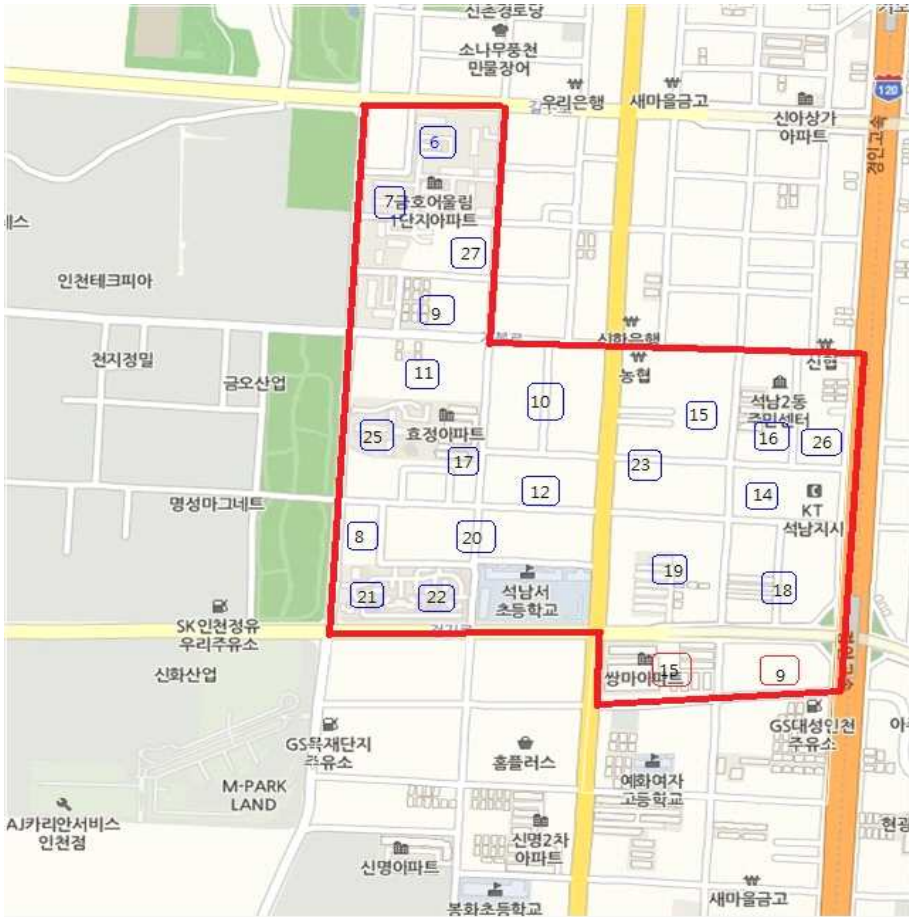 신촌경로당
소나무풍천
민물장어
우리은행
새마을금고
120
신아상가
아파트
경인고속
6
7
금호어울림
1단지아파트
27
인천테크피아
9
신한은행
농협
신협
천지정밀
금오산업
11
10
15
석남2동
주민센터
16
26
25
효정아파트
17
23
12
14
KT
석남지사
명성마그네트
8
20
19
18
21
22
석남서
초등학교
SK인천정유
우리주유소
신화산업
15
쌍마아파트
9
GS대성인천
주유소
GS목재단지
주유소
홈플러스
예화여자
고등학교
M-PARK
LAND
AJ카리안서비스
인천점
신명2차
아파트
신명아파트
현광
새마을금고
봉화초등학교